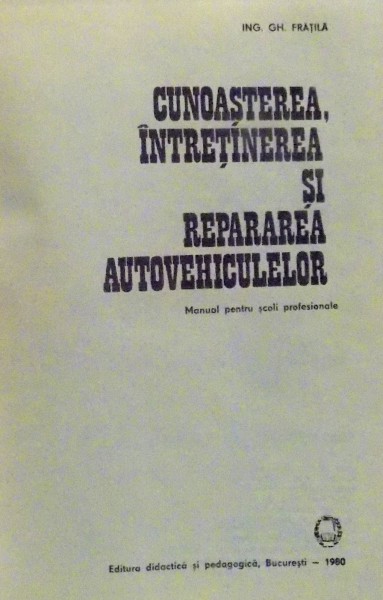 ING. GH. FRĂȚILĂ
CUNOAȘTEREA,
ÎNTREȚINEREA
ȘI
REPARAREA
AUTOVEHICULELOR
Manual pentru școli profesionale
Editura didactică și pedagogică, București – 1980